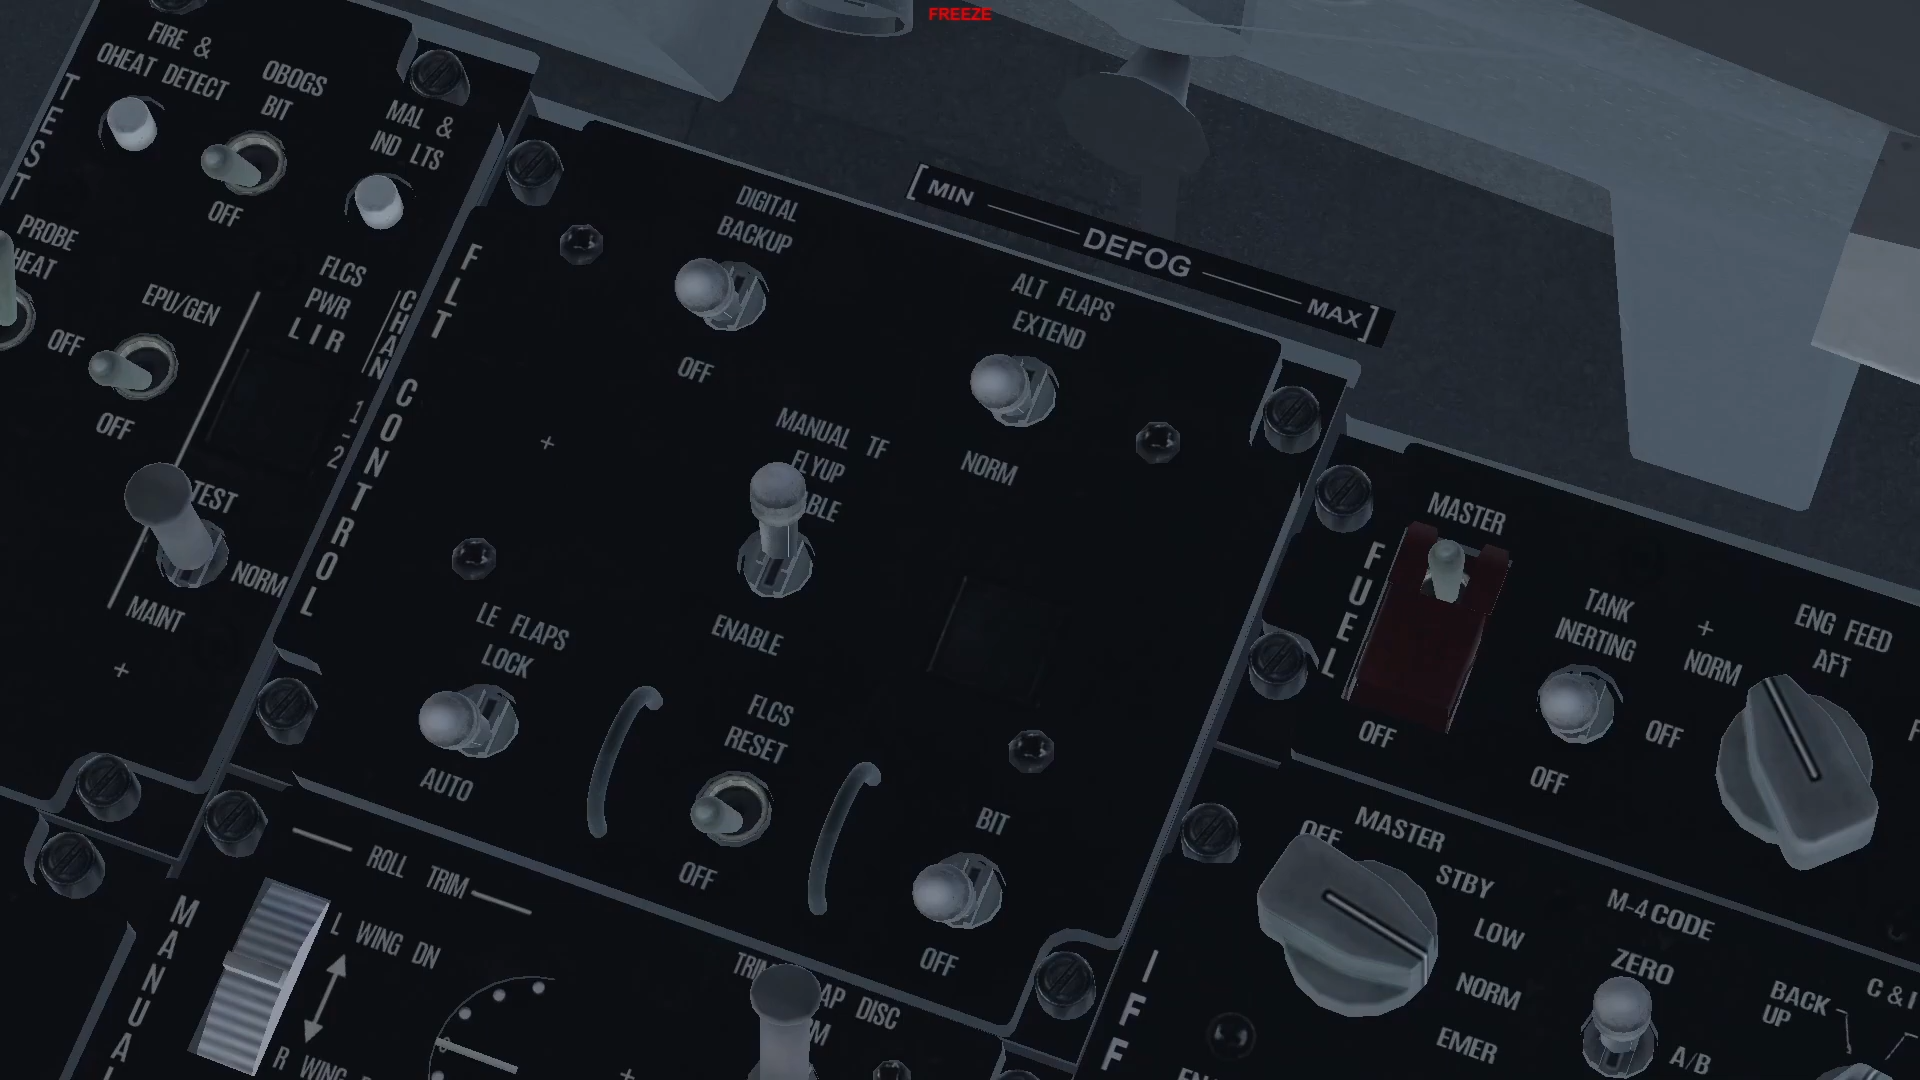 FREEZE
TEST
FIRE &
OHEAT DETECT
OBOGS
BIT
OFF
MAL &
IND LTS
PROBE
HEAT
OFF
EPU/GEN
OFF
FLCS
PWR
L I R
CHAN
1
2
TEST
NORM
MAINT
FLT CONTROL
DIGITAL
BACKUP
OFF
MIN
DEFOG
MAX
ALT FLAPS
EXTEND
NORM
MANUAL TF
FLYUP
ENABLE
LE FLAPS
LOCK
AUTO
FLCS
RESET
OFF
BIT
OFF
FUEL
MASTER
OFF
TANK
INERTING
OFF
ENG FEED
AFT
NORM
OFF
MANUAL
ROLL TRIM
L WING DN
R WING
DISC
IFF
MASTER
OFF
STBY
LOW
NORM
EMER
M-4 CODE
ZERO
A/B
C & I
BACK
UP